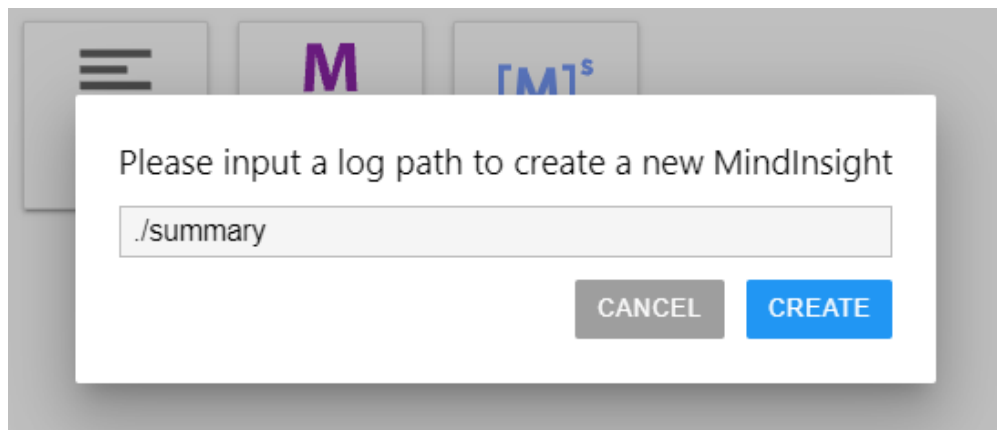 M
[M]s
Please input a log path to create a new MindInsight
./summary
CANCEL
CREATE